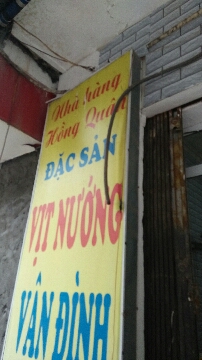 Nhà hàng
Hồng Quân
ĐẶC SẢN
VỊT NƯỚNG
VÂN ĐÌNH